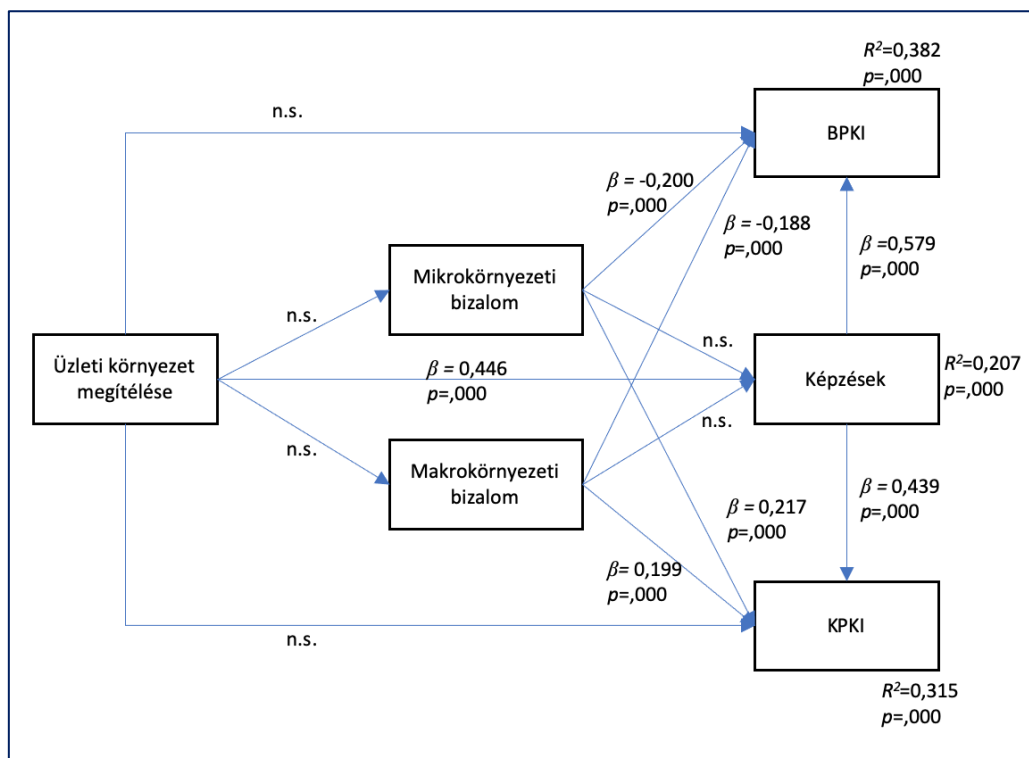 R²=0,382
p=,000
n.s.
BPKI
β = -0,200
p=,000
β = -0,188
p=,000
β =0,579
p=,000
Mikrokörnyezeti
bizalom
n.s.
n.s.
Üzleti környezet
megítélése
β = 0,446
p=,000
Képzések
R²=0,207
p=,000
n.s.
n.s.
Makrokörnyezeti
bizalom
β = 0,439
p=,000
β = 0,217
p=,000
β= 0,199
p=,000
n.s.
KPKI
R²=0,315
p=,000